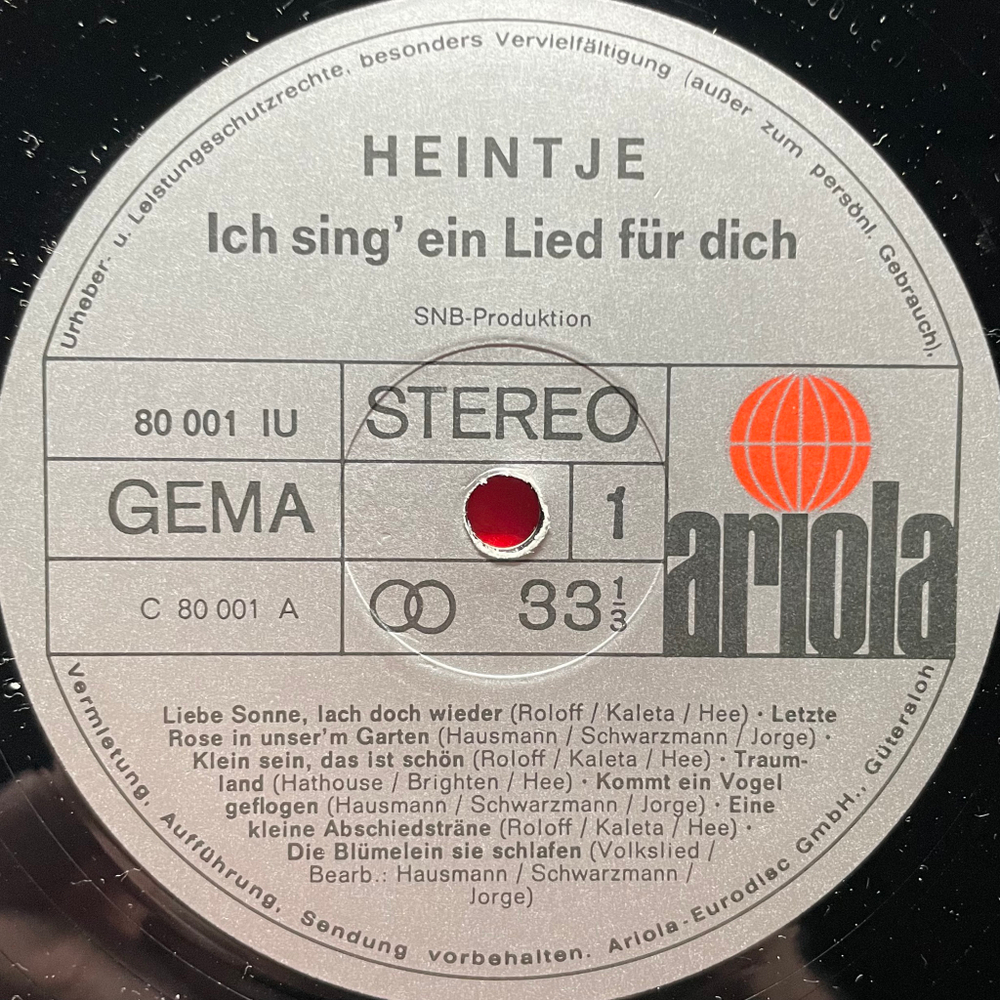 Urheber- u. Leistungsschutzrechte, besonders Vervielfältigung (außer zum persönl. Gebrauch),
HEINTJE
Ich sing' ein Lied für dich
SNB-Produktion
80 001 IU
STEREO
GEMA
1
C 80 001 A
33 1/3
ariola
Liebe Sonne, lach doch wieder (Roloff / Kaleta / Hee) · Letzte
Rose in unser'm Garten (Hausmann / Schwarzmann / Jorge) ·
Klein sein, das ist schön (Roloff / Kaleta / Hee) · Traum-
land (Hathouse / Brighten / Hee) · Kommt ein Vogel
geflogen (Hausmann / Schwarzmann / Jorge) · Eine
kleine Abschiedsträne (Roloff / Kaleta / Hee) ·
Die Blümelein sie schlafen (Volkslied /
Bearb.: Hausmann / Schwarzmann /
Jorge)
Vermietung, Aufführung, Sendung vorbehalten. Ariola-Eurodisc GmbH., Gütersloh